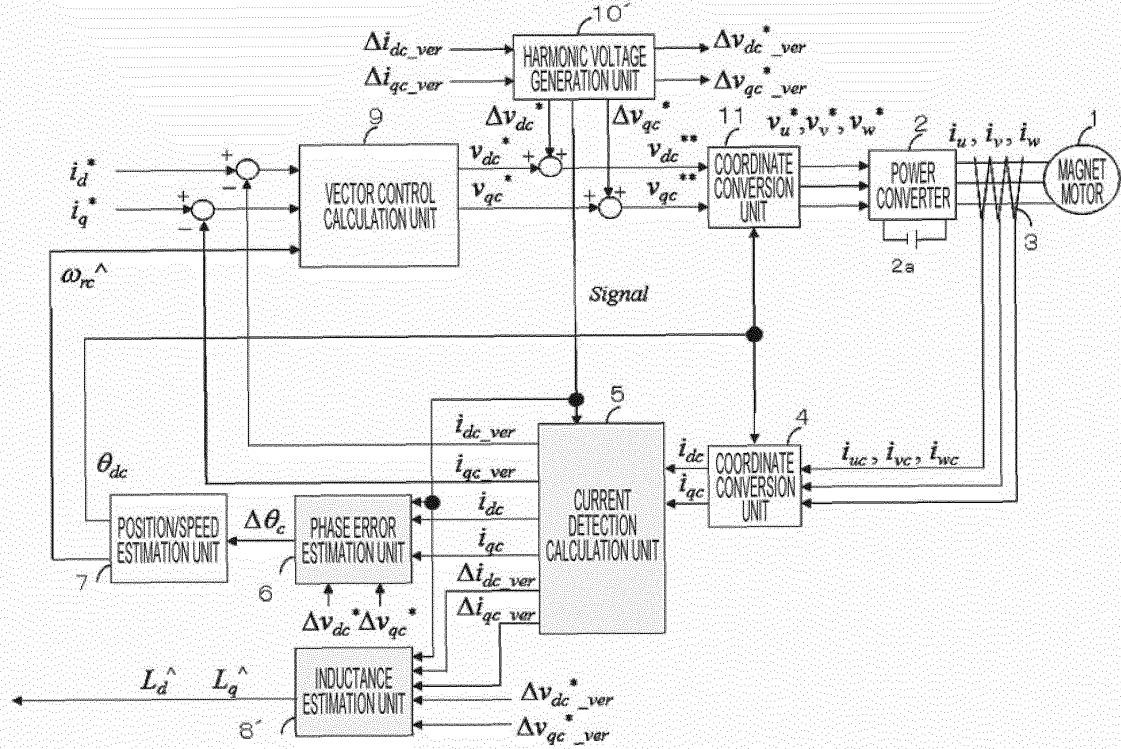 10´
Δi_dc_ver
Δi_qc_ver
HARMONIC VOLTAGE
GENERATION UNIT
Δv_dc*_ver
Δv_qc*_ver
Δv_dc*
Δv_qc*
9
11
v_u*, v_v*, v_w*
2
i_u, i_v, i_w
1
i_d*
i_q*
+
−
+
−
VECTOR CONTROL
CALCULATION UNIT
v_dc*
v_qc*
+
+
+
+
v_dc**
v_qc**
COORDINATE
CONVERSION
UNIT
POWER
CONVERTER
MAGNET
MOTOR
3
2a
ω_rc^
Signal
5
4
i_dc_ver
i_qc_ver
i_dc
i_qc
COORDINATE
CONVERSION
UNIT
i_uc, i_vc, i_wc
θ_dc
CURRENT
DETECTION
CALCULATION UNIT
i_dc
i_qc
POSITION/SPEED
ESTIMATION UNIT
Δθ_c
PHASE ERROR
ESTIMATION UNIT
7
6
Δi_dc_ver
Δi_qc_ver
Δv_dc* Δv_qc*
L_d^ L_q^
INDUCTANCE
ESTIMATION UNIT
8´
Δv_dc*_ver
Δv_qc*_ver